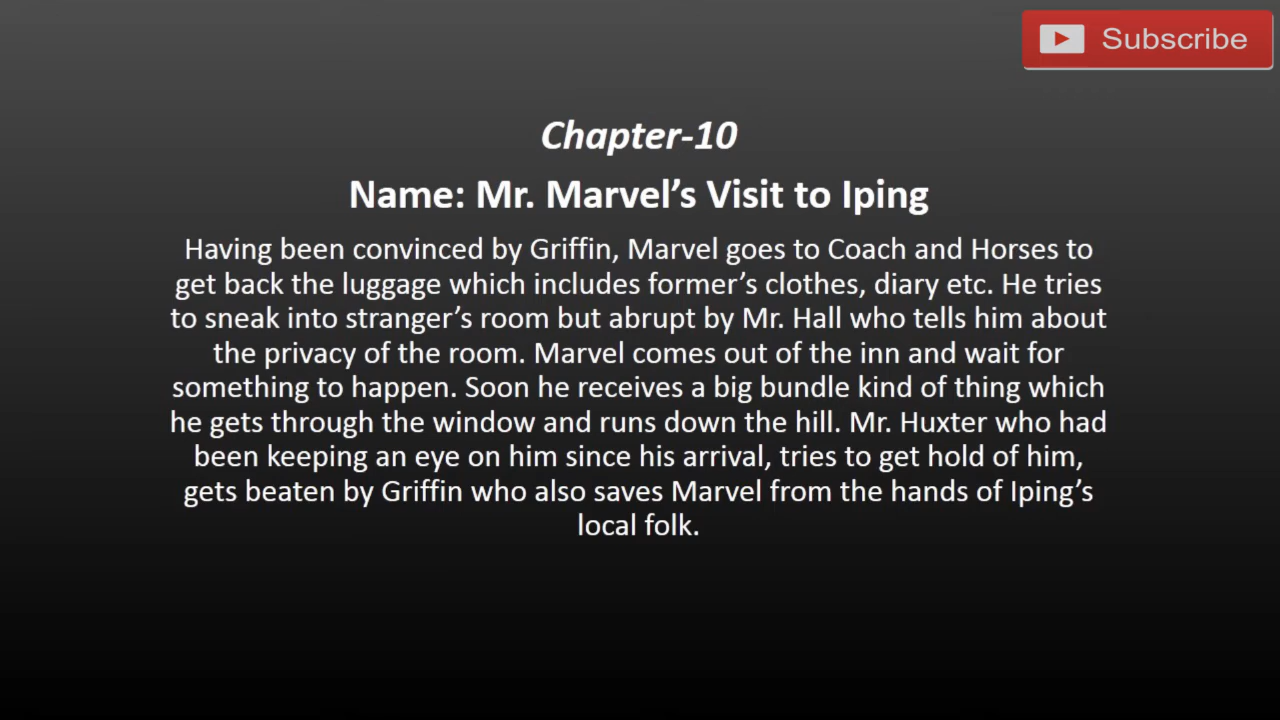 Subscribe
Chapter-10
Name: Mr. Marvel’s Visit to Iping
Having been convinced by Griffin, Marvel goes to Coach and Horses to
get back the luggage which includes former’s clothes, diary etc. He tries
to sneak into stranger’s room but abrupt by Mr. Hall who tells him about
the privacy of the room. Marvel comes out of the inn and wait for
something to happen. Soon he receives a big bundle kind of thing which
he gets through the window and runs down the hill. Mr. Huxter who had
been keeping an eye on him since his arrival, tries to get hold of him,
gets beaten by Griffin who also saves Marvel from the hands of Iping’s
local folk.